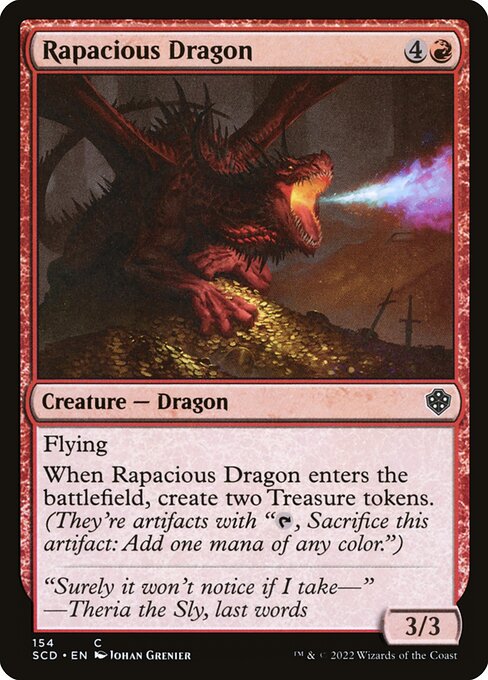 Rapacious Dragon 4
Creature — Dragon
Flying
When Rapacious Dragon enters the
battlefield, create two Treasure tokens.
(They're artifacts with “, Sacrifice this
artifact: Add one mana of any color.”)
“Surely it won't notice if I take—”
—Theria the Sly, last words
3/3
154 C
SCD • EN Johan Grenier ™ & © 2022 Wizards of the Coast